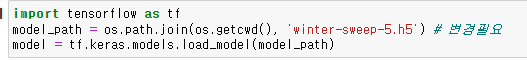 import tensorflow as tf
model_path = os.path.join(os.getcwd(), 'winter-sweep-5.h5') # 변경필요
model = tf.keras.models.load_model(model_path)